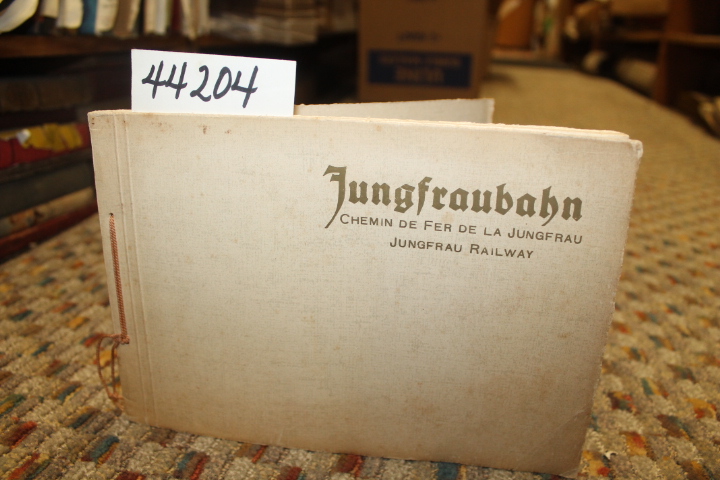 44204
Jungfraubahn
CHEMIN DE FER DE LA JUNGFRAU
JUNGFRAU RAILWAY